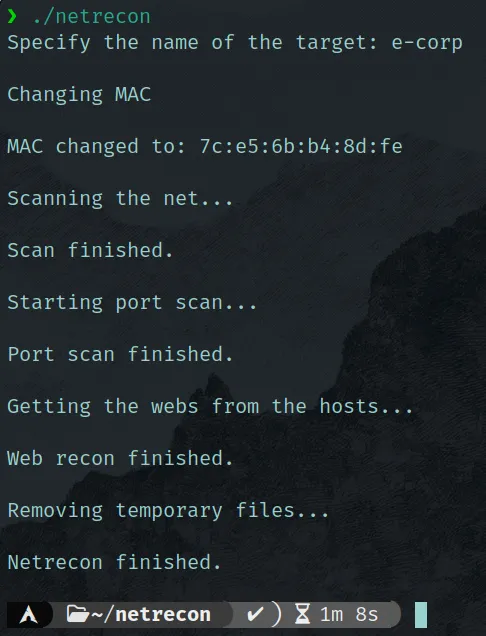 ❯ ./netrecon
Specify the name of the target: e-corp
Changing MAC
MAC changed to: 7c:e5:6b:b4:8d:fe
Scanning the net...
Scan finished.
Starting port scan...
Port scan finished.
Getting the webs from the hosts...
Web recon finished.
Removing temporary files...
Netrecon finished.
~/netrecon ✔ ⧗ 1m 8s